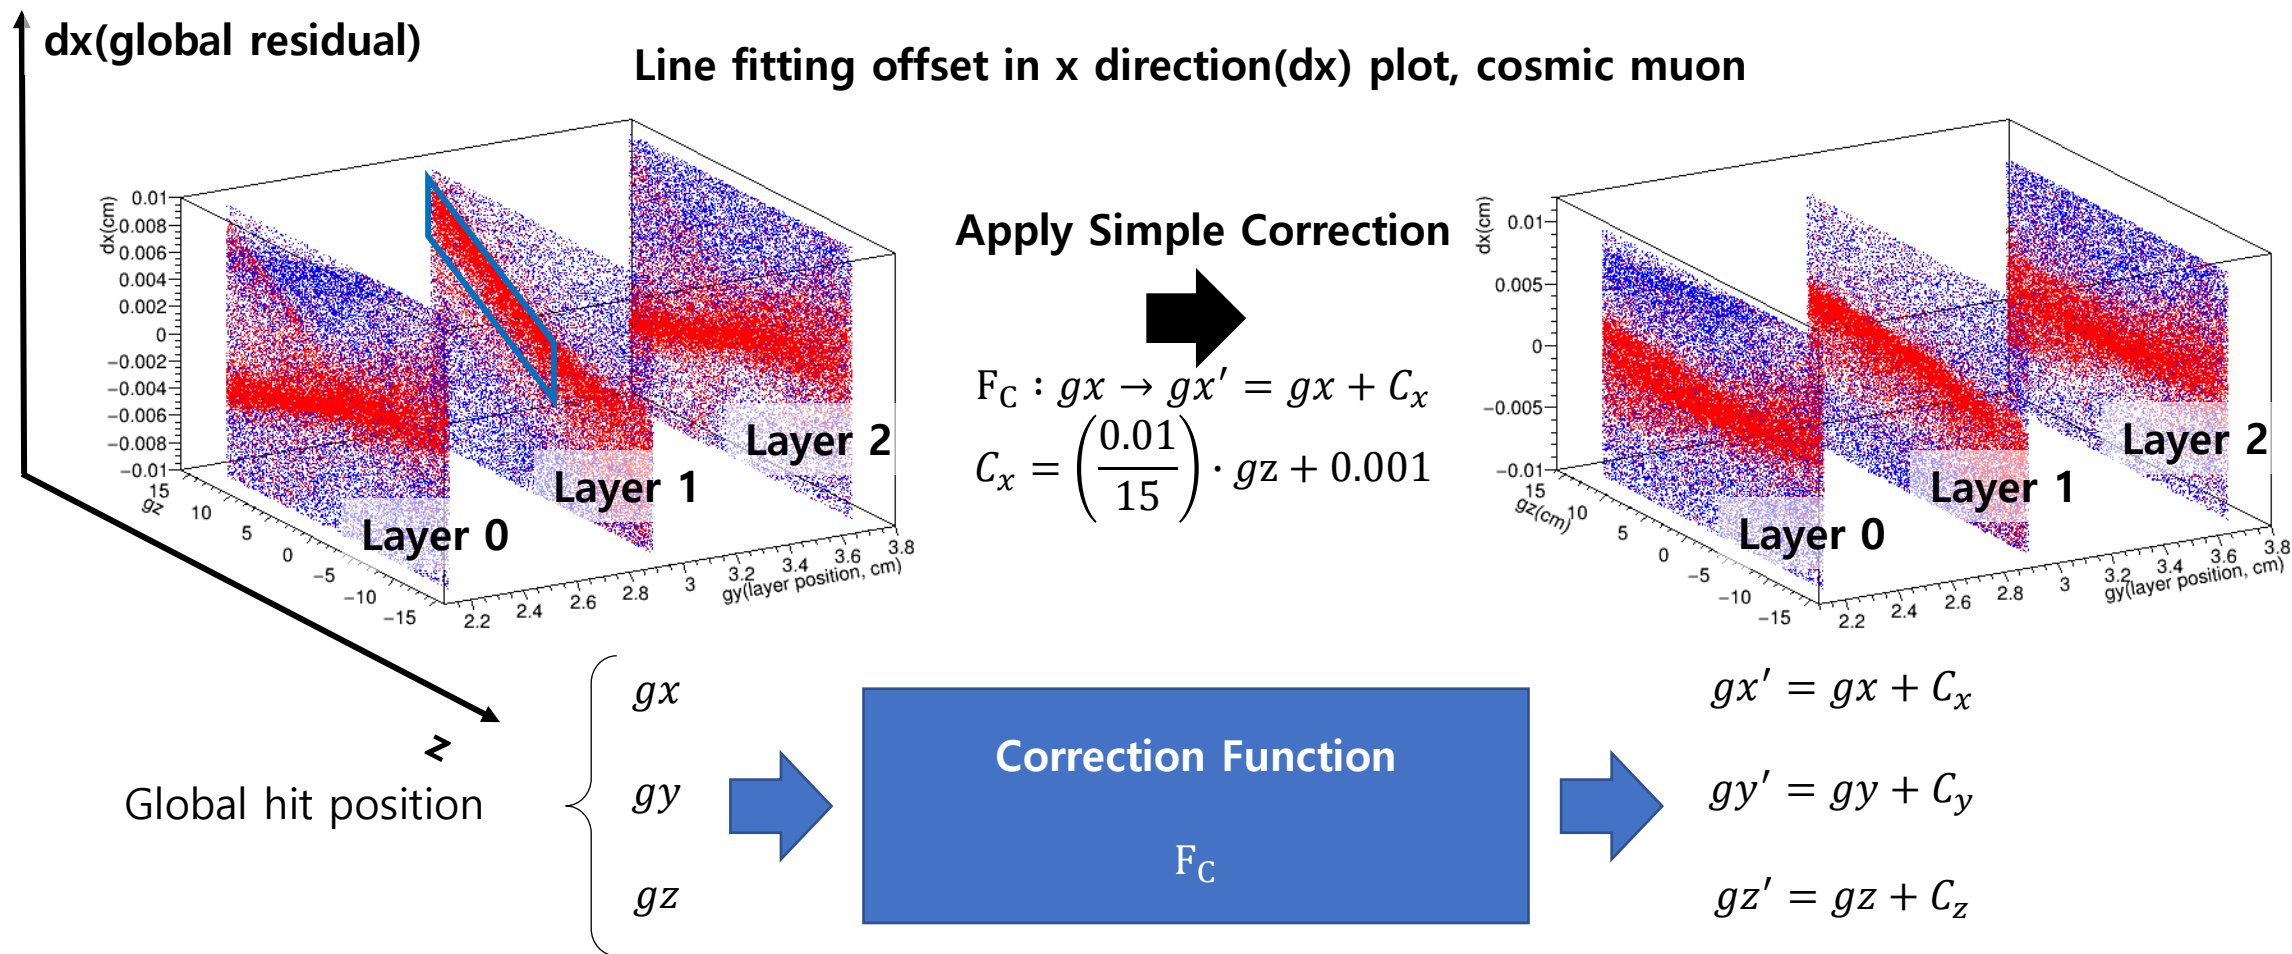 dx(global residual)
Line fitting offset in x direction(dx) plot, cosmic muon
dx(cm)
0.01
0.008
0.006
0.004
0.002
0
−0.002
−0.004
−0.006
−0.008
−0.01
15
10
5
0
−5
−10
−15
gz
2.2
2.4
2.6
2.8
3
3.2
3.4
3.6
3.8
gy(layer position, cm)
Layer 0
Layer 1
Layer 2
z
Apply Simple Correction
F_C : gx → gx′ = gx + C_x
C_x = (0.01/15) · gz + 0.001
dx(cm)
0.01
0.005
0
−0.005
−0.01
15
10
5
0
−5
−10
−15
gz(cm)
2.2
2.4
2.6
2.8
3
3.2
3.4
3.6
3.8
gy(layer position, cm)
Layer 0
Layer 1
Layer 2
Global hit position
gx
gy
gz
Correction Function
F_C
gx′ = gx + C_x
gy′ = gy + C_y
gz′ = gz + C_z